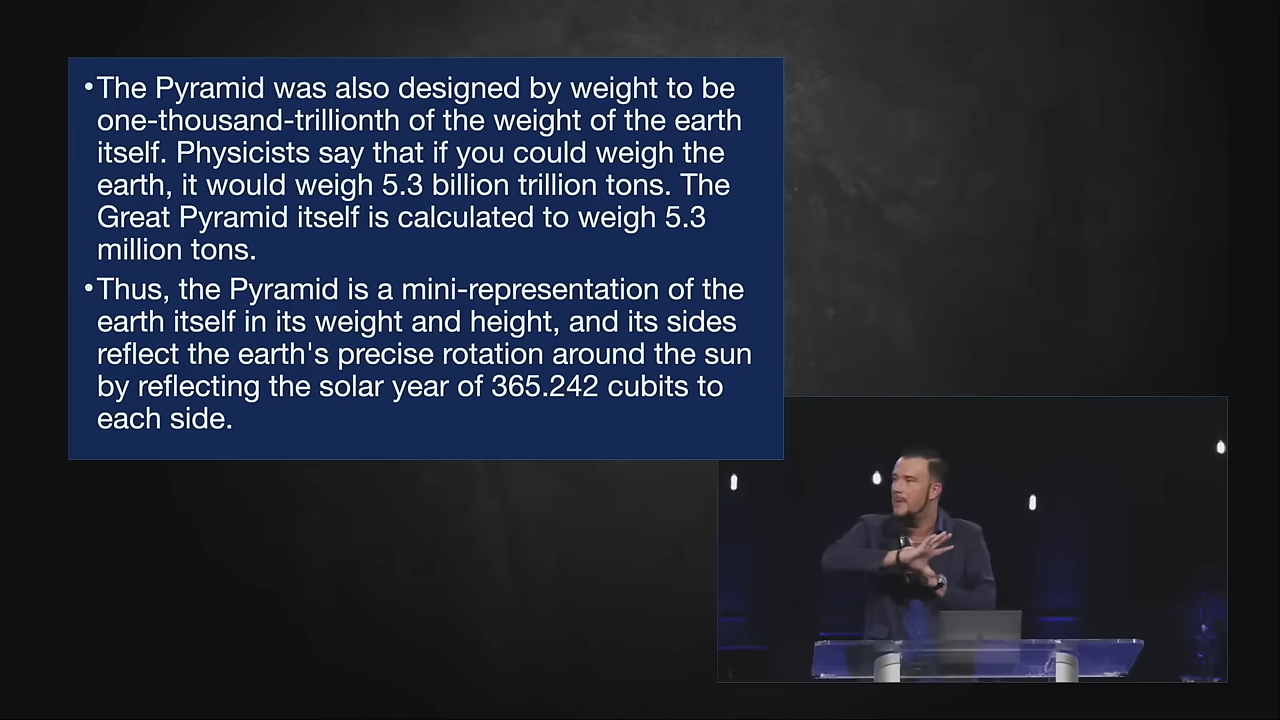 •The Pyramid was also designed by weight to be
one-thousand-trillionth of the weight of the earth
itself. Physicists say that if you could weigh the
earth, it would weigh 5.3 billion trillion tons. The
Great Pyramid itself is calculated to weigh 5.3
million tons.
•Thus, the Pyramid is a mini-representation of the
earth itself in its weight and height, and its sides
reflect the earth's precise rotation around the sun
by reflecting the solar year of 365.242 cubits to
each side.